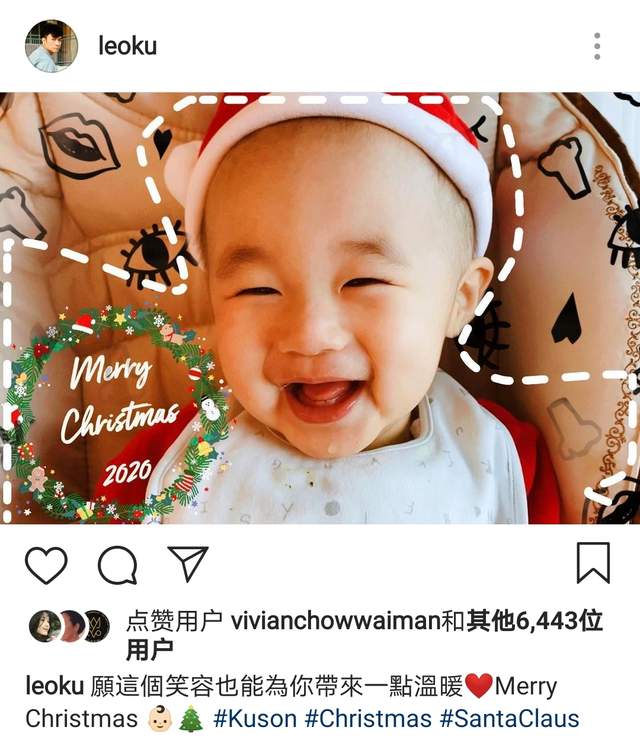 leoku
Merry
Christmas
2020
点赞用户 vivianchowwaiman和其他6,443位
用户
leoku 願這個笑容也能為你帶來一點溫暖❤️Merry
Christmas 👶🏻🎄 #Kuson #Christmas #SantaClaus